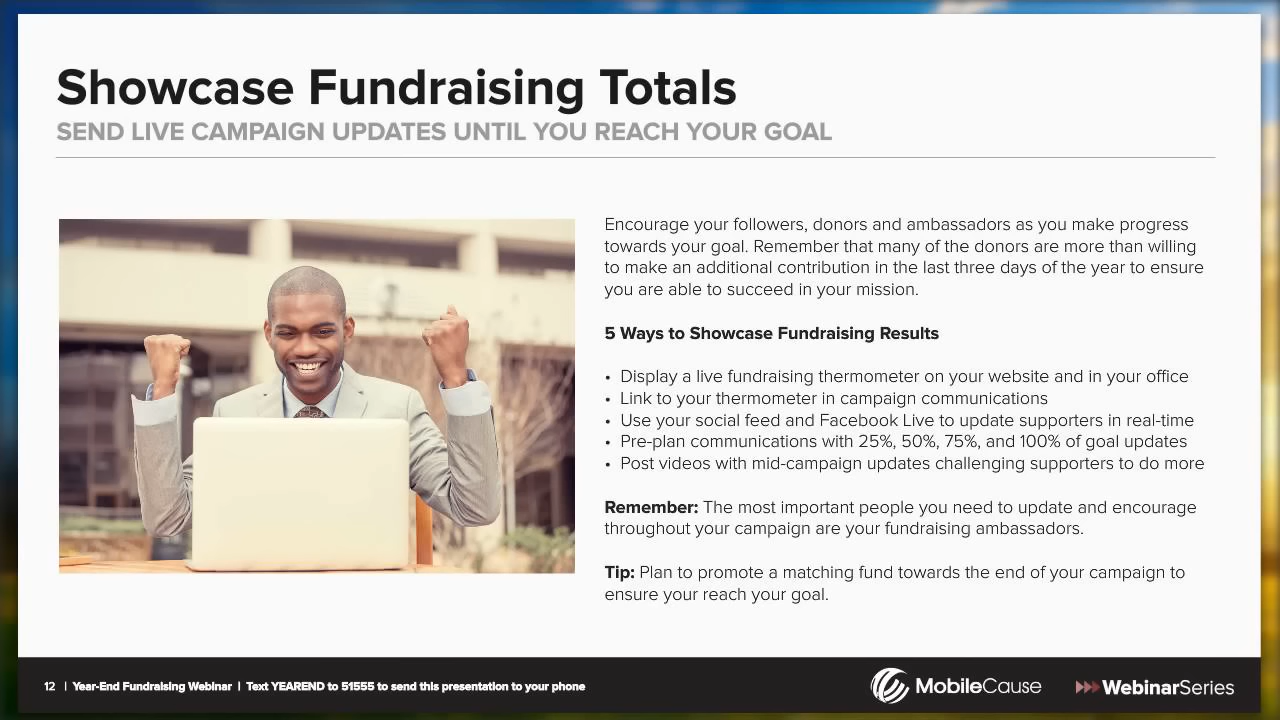 Showcase Fundraising Totals
SEND LIVE CAMPAIGN UPDATES UNTIL YOU REACH YOUR GOAL
Encourage your followers, donors and ambassadors as you make progress
towards your goal. Remember that many of the donors are more than willing
to make an additional contribution in the last three days of the year to ensure
you are able to succeed in your mission.
5 Ways to Showcase Fundraising Results
• Display a live fundraising thermometer on your website and in your office
• Link to your thermometer in campaign communications
• Use your social feed and Facebook Live to update supporters in real-time
• Pre-plan communications with 25%, 50%, 75%, and 100% of goal updates
• Post videos with mid-campaign updates challenging supporters to do more
Remember: The most important people you need to update and encourage
throughout your campaign are your fundraising ambassadors.
Tip: Plan to promote a matching fund towards the end of your campaign to
ensure your reach your goal.
12 | Year-End Fundraising Webinar | Text YEAREND to 51555 to send this presentation to your phone
MobileCause
WebinarSeries